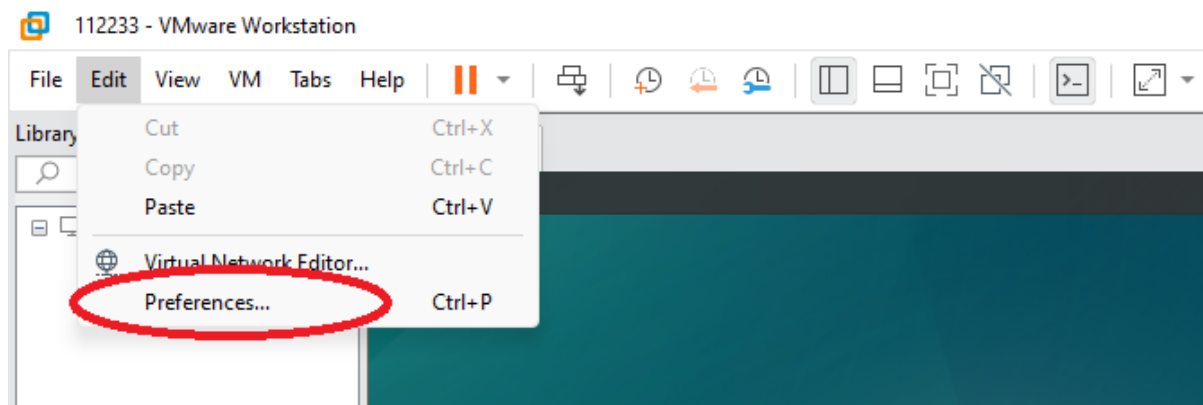 112233 - VMware Workstation
File Edit View VM Tabs Help
Library
Cut Ctrl+X
Copy Ctrl+C
Paste Ctrl+V
Virtual Network Editor...
Preferences... Ctrl+P